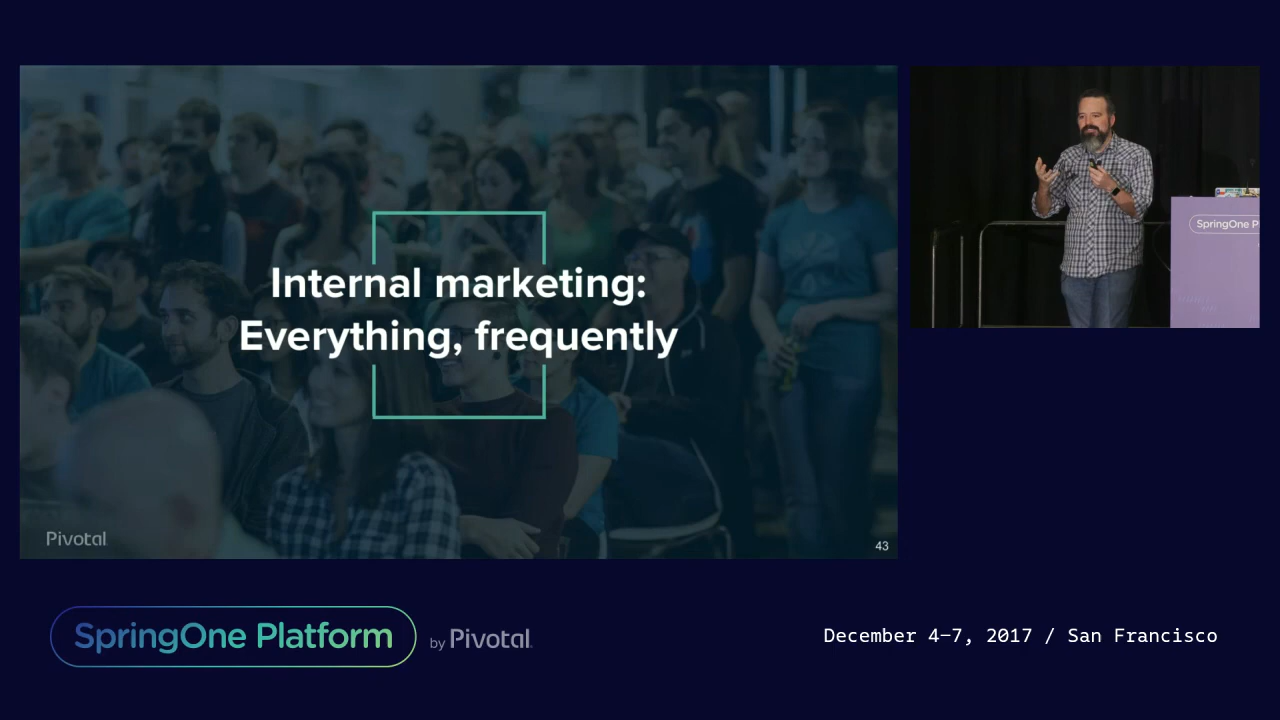 Internal marketing:
Everything, frequently
Pivotal
43
SpringOne P
SpringOne Platform
by Pivotal.
December 4–7, 2017 / San Francisco